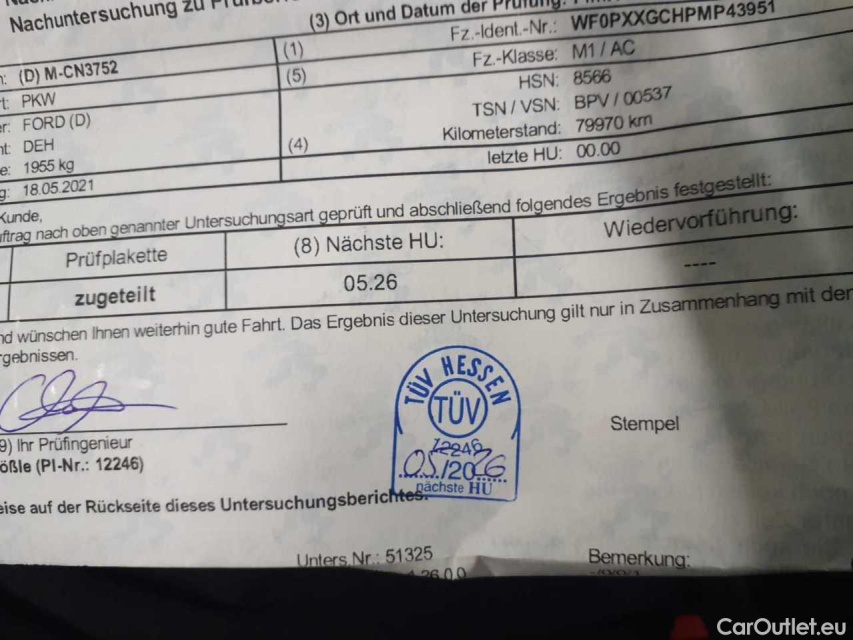 Nachuntersuchung zu
(3) Ort und Datum der Prüfung:
Fz.-Ident.-Nr.: WF0PXXGCHPMP43951
(1)
(D) M-CN3752
Fz.-Klasse: M1 / AC
(5)
HSN: 8566
PKW
TSN / VSN: BPV / 00537
FORD (D)
Kilometerstand: 79970 km
DEH
(4)
letzte HU: 00.00
1955 kg
18.05.2021
Kunde,
uftrag nach oben genannter Untersuchungsart geprüft und abschließend folgendes Ergebnis festgestellt:
Prüfplakette
(8) Nächste HU:
Wiedervorführung:
zugeteilt
05.26
----
nd wünschen Ihnen weiterhin gute Fahrt. Das Ergebnis dieser Untersuchung gilt nur in Zusammenhang mit der
rgebnissen.
TÜV HESSEN
TÜV
12246
05/2026
nächste HU
Stempel
9) Ihr Prüfingenieur
ößle (PI-Nr.: 12246)
eise auf der Rückseite dieses Untersuchungsberichtes.
Unters.Nr.: 51325
Bemerkung:
CarOutlet.eu